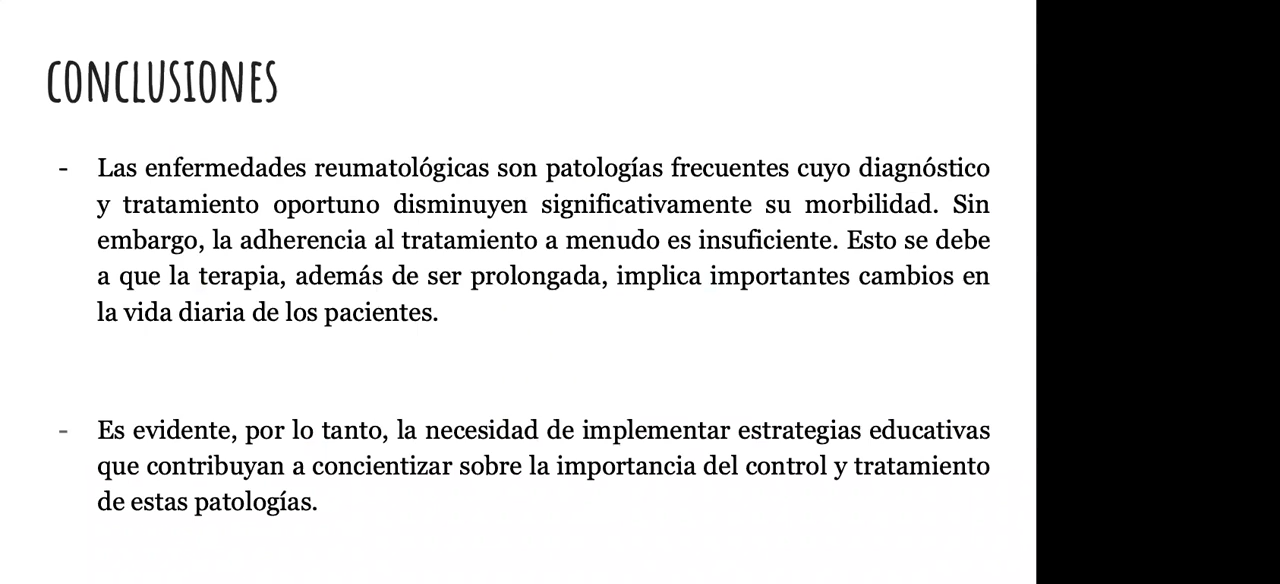 CONCLUSIONES
- Las enfermedades reumatológicas son patologías frecuentes cuyo diagnóstico
y tratamiento oportuno disminuyen significativamente su morbilidad. Sin
embargo, la adherencia al tratamiento a menudo es insuficiente. Esto se debe
a que la terapia, además de ser prolongada, implica importantes cambios en
la vida diaria de los pacientes.
- Es evidente, por lo tanto, la necesidad de implementar estrategias educativas
que contribuyan a concientizar sobre la importancia del control y tratamiento
de estas patologías.